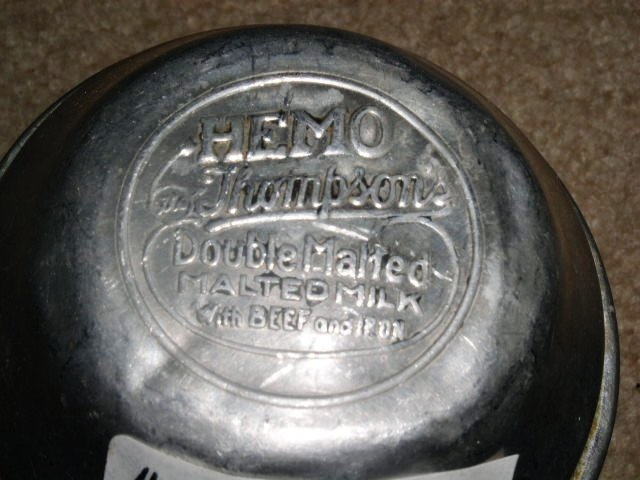 HEMO
Thompson's
Double Malted
MALTED MILK
With BEEF and IRON